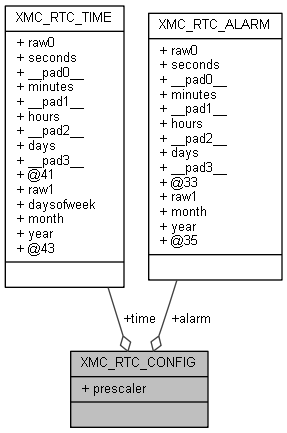 XMC_RTC_TIME
+ raw0
+ seconds
+ __pad0__
+ minutes
+ __pad1__
+ hours
+ __pad2__
+ days
+ __pad3__
+ @41
+ raw1
+ daysofweek
+ month
+ year
+ @43
XMC_RTC_ALARM
+ raw0
+ seconds
+ __pad0__
+ minutes
+ __pad1__
+ hours
+ __pad2__
+ days
+ __pad3__
+ @33
+ raw1
+ month
+ year
+ @35
+time
+alarm
XMC_RTC_CONFIG
+ prescaler